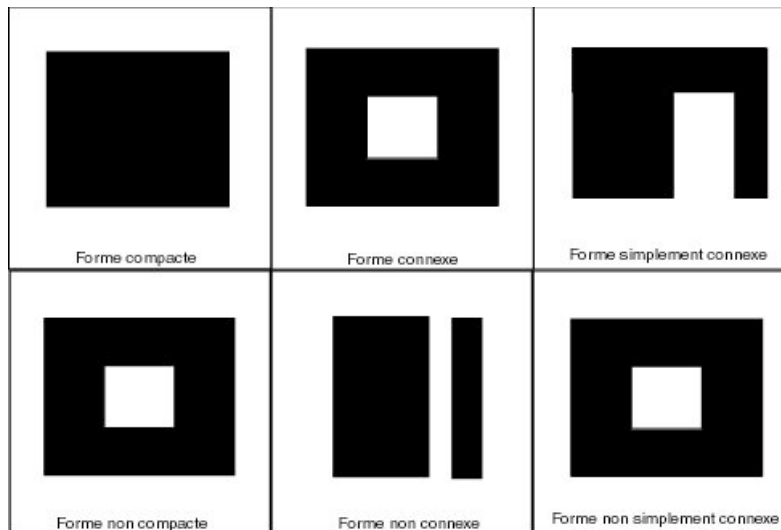 Forme compacte
Forme connexe
Forme simplement connexe
Forme non compacte
Forme non connexe
Forme non simplement connexe